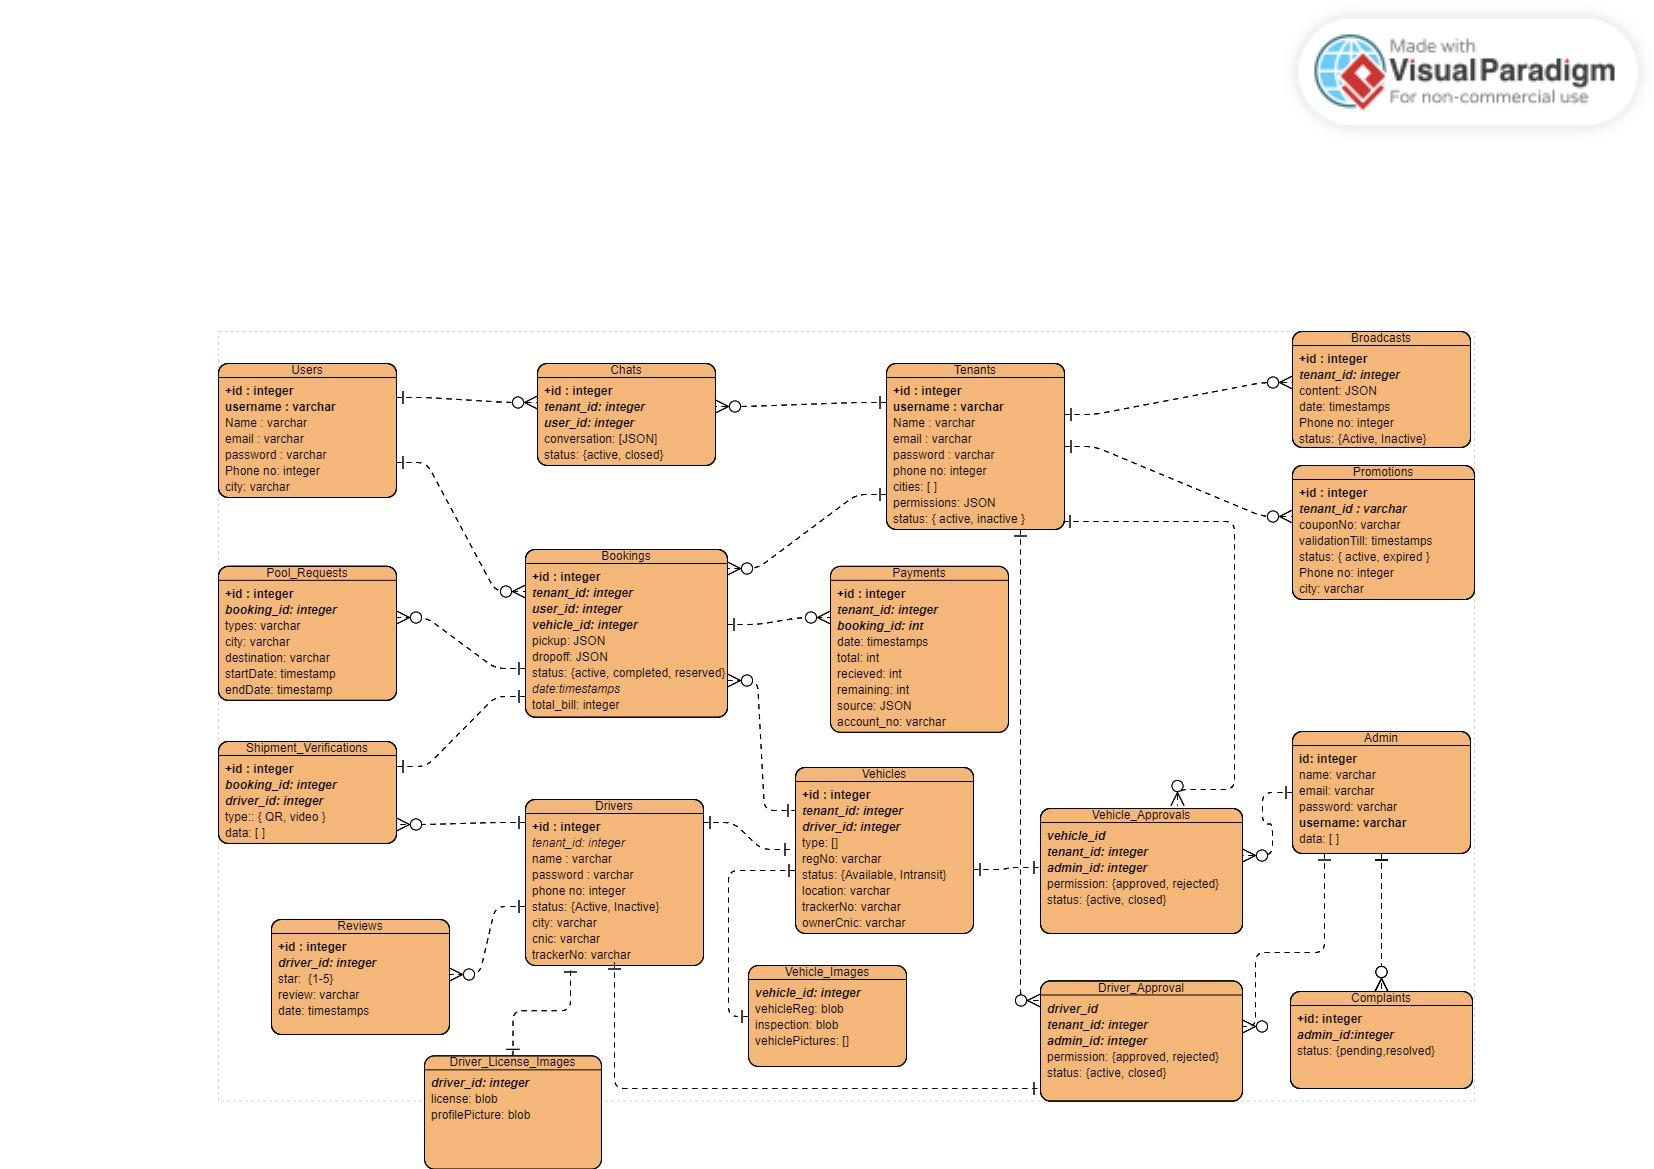 Made with
Visual Paradigm
For non-commercial use
Users
+id : integer
username : varchar
Name : varchar
email : varchar
password : varchar
Phone no: integer
city: varchar
Chats
+id : integer
tenant_id: integer
user_id: integer
conversation: [JSON]
status: {active, closed}
Tenants
+id : integer
username : varchar
Name : varchar
email : varchar
password : varchar
phone no: integer
cities: [ ]
permissions: JSON
status: { active, inactive }
Broadcasts
+id : integer
tenant_id: integer
content: JSON
date: timestamps
Phone no: integer
status: {Active, Inactive}
Promotions
+id : integer
tenant_id : varchar
couponNo: varchar
validationTill: timestamps
status: { active, expired }
Phone no: integer
city: varchar
Pool_Requests
+id : integer
booking_id: integer
types: varchar
city: varchar
destination: varchar
startDate: timestamp
endDate: timestamp
Bookings
+id : integer
tenant_id: integer
user_id: integer
vehicle_id: integer
pickup: JSON
dropoff: JSON
status: {active, completed, reserved}
date:timestamps
total_bill: integer
Payments
+id : integer
tenant_id: integer
booking_id: int
date: timestamps
total: int
recieved: int
remaining: int
source: JSON
account_no: varchar
Shipment_Verifications
+id : integer
booking_id: integer
driver_id: integer
type:: { QR, video }
data: [ ]
Drivers
+id : integer
tenant_id: integer
name : varchar
password : varchar
phone no: integer
status: {Active, Inactive}
city: varchar
cnic: varchar
trackerNo: varchar
Vehicles
+id : integer
tenant_id: integer
driver_id: integer
type: []
regNo: varchar
status: {Available, Intransit}
location: varchar
trackerNo: varchar
ownerCnic: varchar
Vehicle_Approvals
vehicle_id
tenant_id: integer
admin_id: integer
permission: {approved, rejected}
status: {active, closed}
Admin
id: integer
name: varchar
email: varchar
password: varchar
username: varchar
data: [ ]
Reviews
+id : integer
driver_id: integer
star: {1-5}
review: varchar
date: timestamps
Vehicle_Images
vehicle_id: integer
vehicleReg: blob
inspection: blob
vehiclePictures: []
Driver_Approval
driver_id
tenant_id: integer
admin_id: integer
permission: {approved, rejected}
status: {active, closed}
Complaints
+id: integer
admin_id:integer
status: {pending,resolved}
Driver_License_Images
driver_id: integer
license: blob
profilePicture: blob